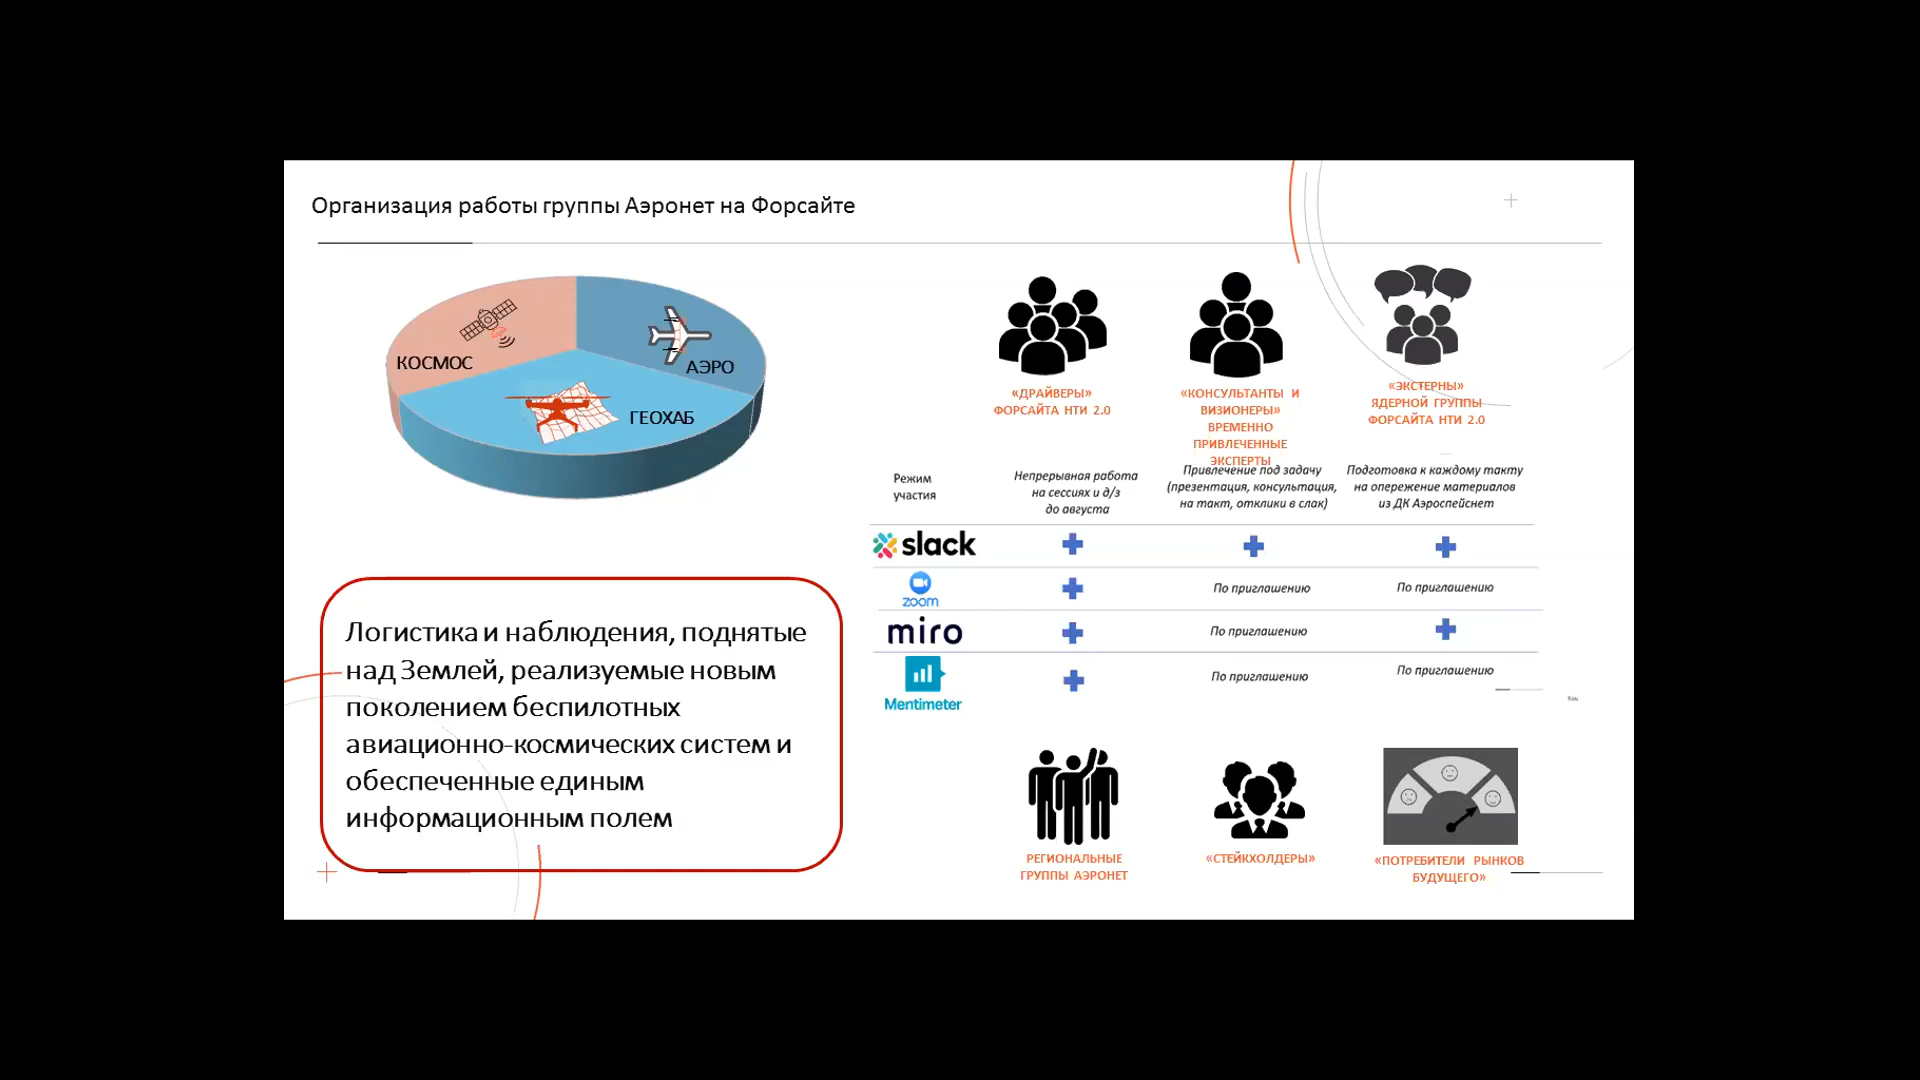 Организация работы группы Аэронет на Форсайте
КОСМОС
АЭРО
ГЕОХАБ
Логистика и наблюдения, поднятые
над Землей, реализуемые новым
поколением беспилотных
авиационно-космических систем и
обеспеченные единым
информационным полем
«ДРАЙВЕРЫ»
ФОРСАЙТА НТИ 2.0
«КОНСУЛЬТАНТЫ И
ВИЗИОНЕРЫ»
ВРЕМЕННО
ПРИВЛЕЧЕННЫЕ
ЭКСПЕРТЫ
«ЭКСТЕРНЫ»
ЯДЕРНОЙ ГРУППЫ
ФОРСАЙТА НТИ 2.0
Режим
участия
Непрерывная работа
на сессиях и д/з
до августа
Привлечение под задачу
(презентация, консультация,
на такт, отклики в слак)
Подготовка к каждому такту
на опережение материалов
из ДК Аэроспейснет
slack
zoom
По приглашению
По приглашению
miro
По приглашению
Mentimeter
По приглашению
По приглашению
РЕГИОНАЛЬНЫЕ
ГРУППЫ АЭРОНЕТ
«СТЕЙКХОЛДЕРЫ»
«ПОТРЕБИТЕЛИ РЫНКОВ
БУДУЩЕГО»